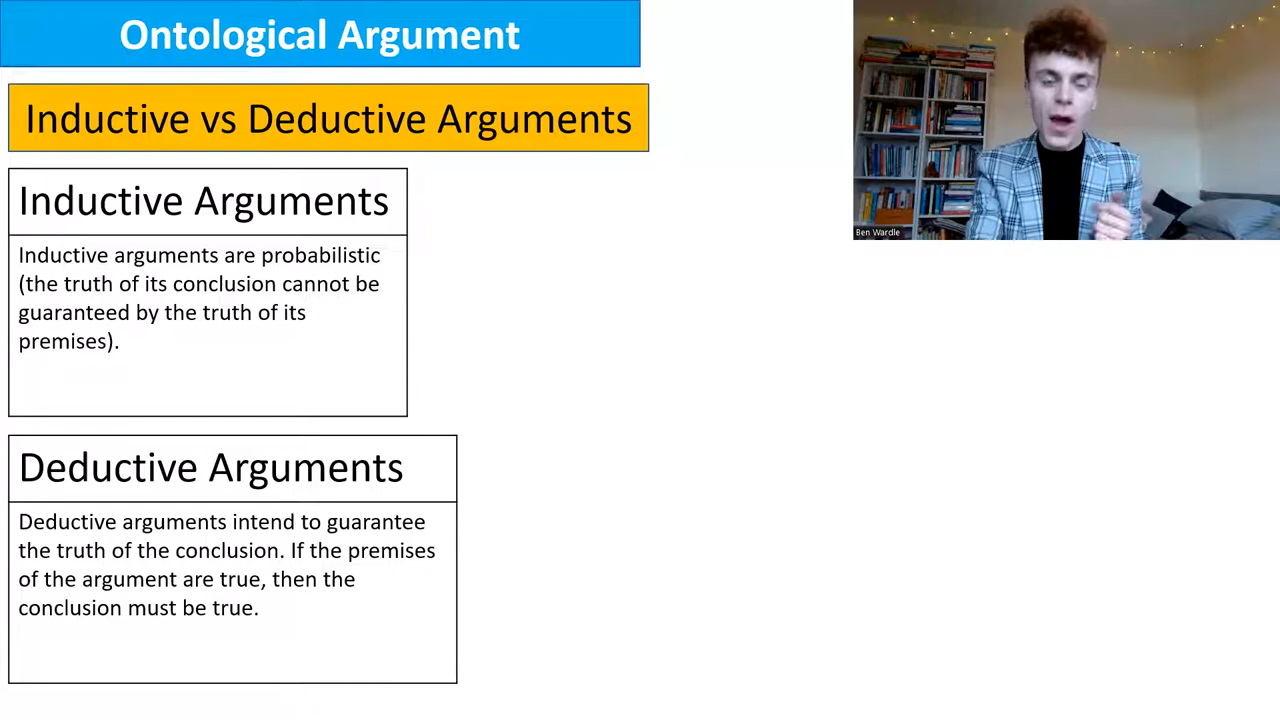 Ontological Argument
Inductive vs Deductive Arguments
Inductive Arguments
Inductive arguments are probabilistic
(the truth of its conclusion cannot be
guaranteed by the truth of its
premises).
Deductive Arguments
Deductive arguments intend to guarantee
the truth of the conclusion. If the premises
of the argument are true, then the
conclusion must be true.
Ben Wardle